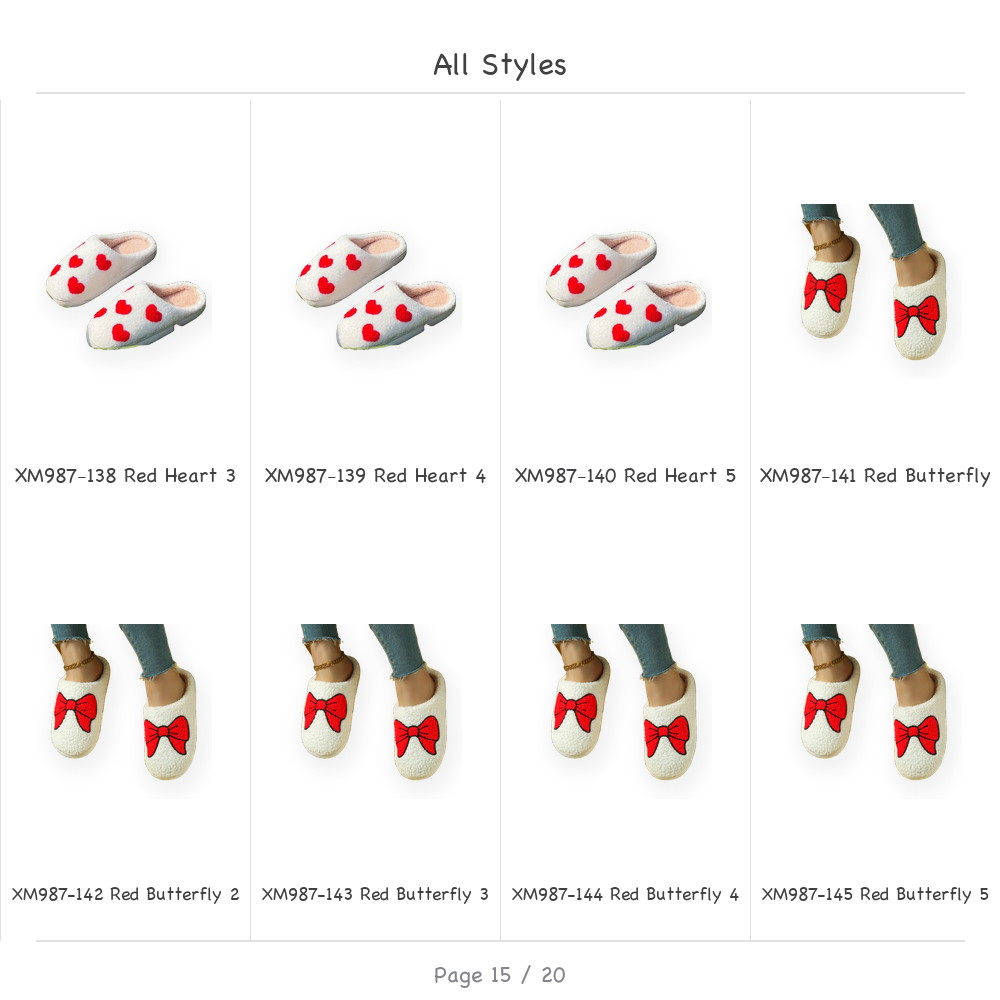 All Styles
XM987-138 Red Heart 3
XM987-139 Red Heart 4
XM987-140 Red Heart 5
XM987-141 Red Butterfly
XM987-142 Red Butterfly 2
XM987-143 Red Butterfly 3
XM987-144 Red Butterfly 4
XM987-145 Red Butterfly 5
Page 15 / 20